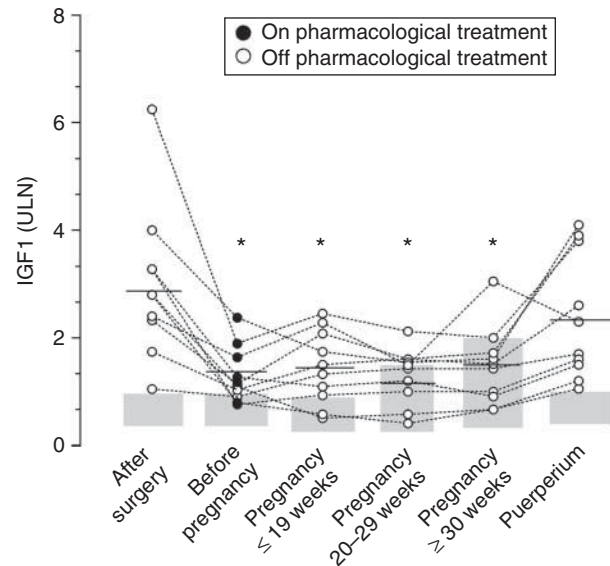 8
On pharmacological treatment
Off pharmacological treatment
6
IGF1 (ULN)
4
* * * *
2
0
After
surgery
Before
pregnancy
Pregnancy
≤ 19 weeks
Pregnancy
20–29 weeks
Pregnancy
≥ 30 weeks
Puerperium